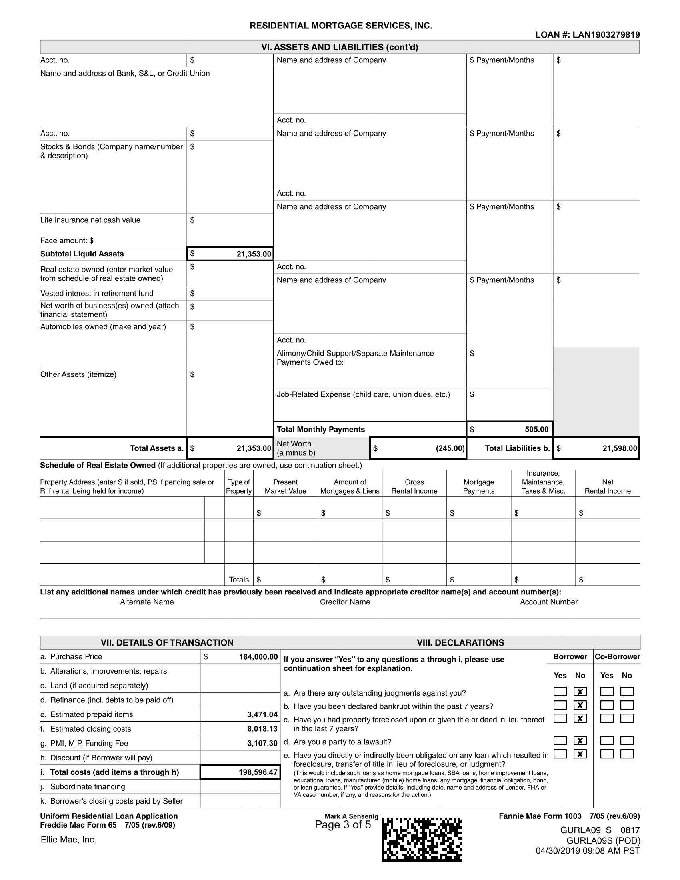 RESIDENTIAL MORTGAGE SERVICES, INC.
LOAN #: LAN1903279819
VI. ASSETS AND LIABILITIES (cont'd)
Acct. no. $ Name and address of Company $ Payment/Months $
Name and address of Bank, S&L, or Credit Union
Acct. no.
Acct. no. $ Name and address of Company $ Payment/Months $
Stocks & Bonds (Company name/number $
& description)
Acct. no.
Name and address of Company $ Payment/Months $
Life insurance net cash value $
Face amount: $
Subtotal Liquid Assets $ 21,353.00
Real estate owned (enter market value $ Acct. no.
from schedule of real estate owned) Name and address of Company $ Payment/Months $
Vested interest in retirement fund $
Net worth of business(es) owned (attach $
financial statement)
Automobiles owned (make and year) $
Acct. no.
Alimony/Child Support/Separate Maintenance $
Payments Owed to:
Other Assets (itemize) $
Job-Related Expense (child care, union dues, etc.) $
Total Monthly Payments $ 505.00
Total Assets a. $ 21,353.00 Net Worth $ (245.00) Total Liabilities b. $ 21,598.00
(a minus b)
Schedule of Real Estate Owned (If additional properties are owned, use continuation sheet.)
Property Address (enter S if sold, PS if pending sale or Type of Present Amount of Gross Mortgage Insurance, Net
R if rental being held for income) Property Market Value Mortgages & Liens Rental Income Payments Maintenance, Rental Income
Taxes & Misc.
$ $ $ $ $ $
Totals $ $ $ $ $ $
List any additional names under which credit has previously been received and indicate appropriate creditor name(s) and account number(s):
Alternate Name Creditor Name Account Number
VII. DETAILS OF TRANSACTION VIII. DECLARATIONS
a. Purchase Price $ 184,000.00 If you answer "Yes" to any questions a through i, please use Borrower Co-Borrower
continuation sheet for explanation.
b. Alterations, improvements, repairs Yes No Yes No
c. Land (if acquired separately)
a. Are there any outstanding judgments against you? X
d. Refinance (incl. debts to be paid off)
b. Have you been declared bankrupt within the past 7 years? X
e. Estimated prepaid items 3,471.04
c. Have you had property foreclosed upon or given title or deed in lieu thereof X
in the last 7 years?
f. Estimated closing costs 8,018.13
g. PMI, MIP, Funding Fee 3,107.30 d. Are you a party to a lawsuit? X
h. Discount (if Borrower will pay) e. Have you directly or indirectly been obligated on any loan which resulted in X
foreclosure, transfer of title in lieu of foreclosure, or judgment?
i. Total costs (add items a through h) 198,596.47 (This would include such loans as home mortgage loans, SBA loans, home improvement loans,
educational loans, manufactured (mobile) home loans, any mortgage, financial obligation, bond,
j. Subordinate financing or loan guarantee. If "Yes" provide details, including date, name and address of Lender, FHA or
VA case number, if any, and reasons for the action.)
k. Borrower's closing costs paid by Seller
Uniform Residential Loan Application Mark A Sensenig Fannie Mae Form 1003 7/05 (rev.6/09)
Freddie Mac Form 65 7/05 (rev.6/09) Page 3 of 5
GURLA09 S 0817
Ellie Mae, Inc. GURLA09S (POD)
04/30/2019 09:08 AM PST